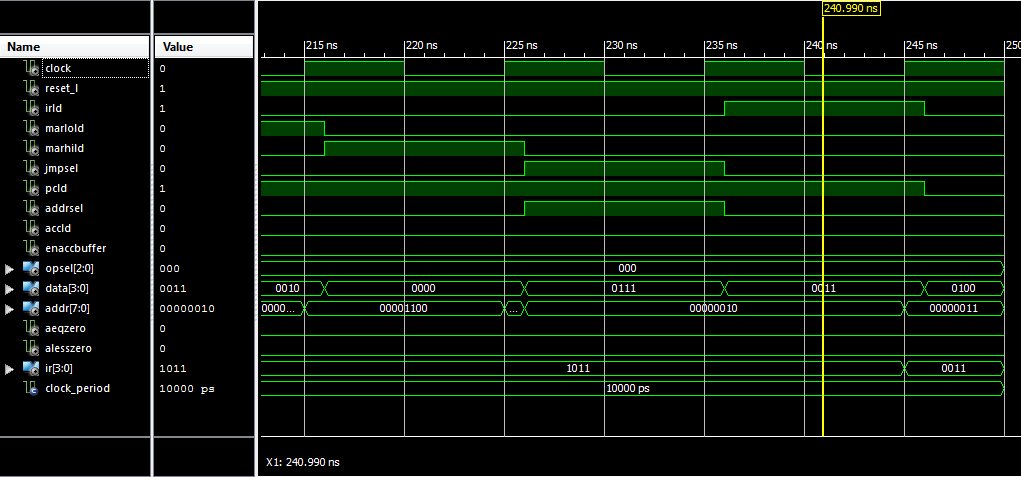 240.990 ns
Name Value
215 ns 220 ns 225 ns 230 ns 235 ns 240 ns 245 ns 250
clock 0
reset_l 1
irld 1
marlold 0
marhild 0
jmpsel 0
pcld 1
addrsel 0
accld 0
enaccbuffer 0
opsel[2:0] 000 000
data[3:0] 0011 0010 0000 0111 0011 0100
addr[7:0] 00000010 0000... 00001100 ... 00000010 00000011
aeqzero 0
alesszero 0
ir[3:0] 1011 1011 0011
clock_period 10000 ps 10000 ps
X1: 240.990 ns